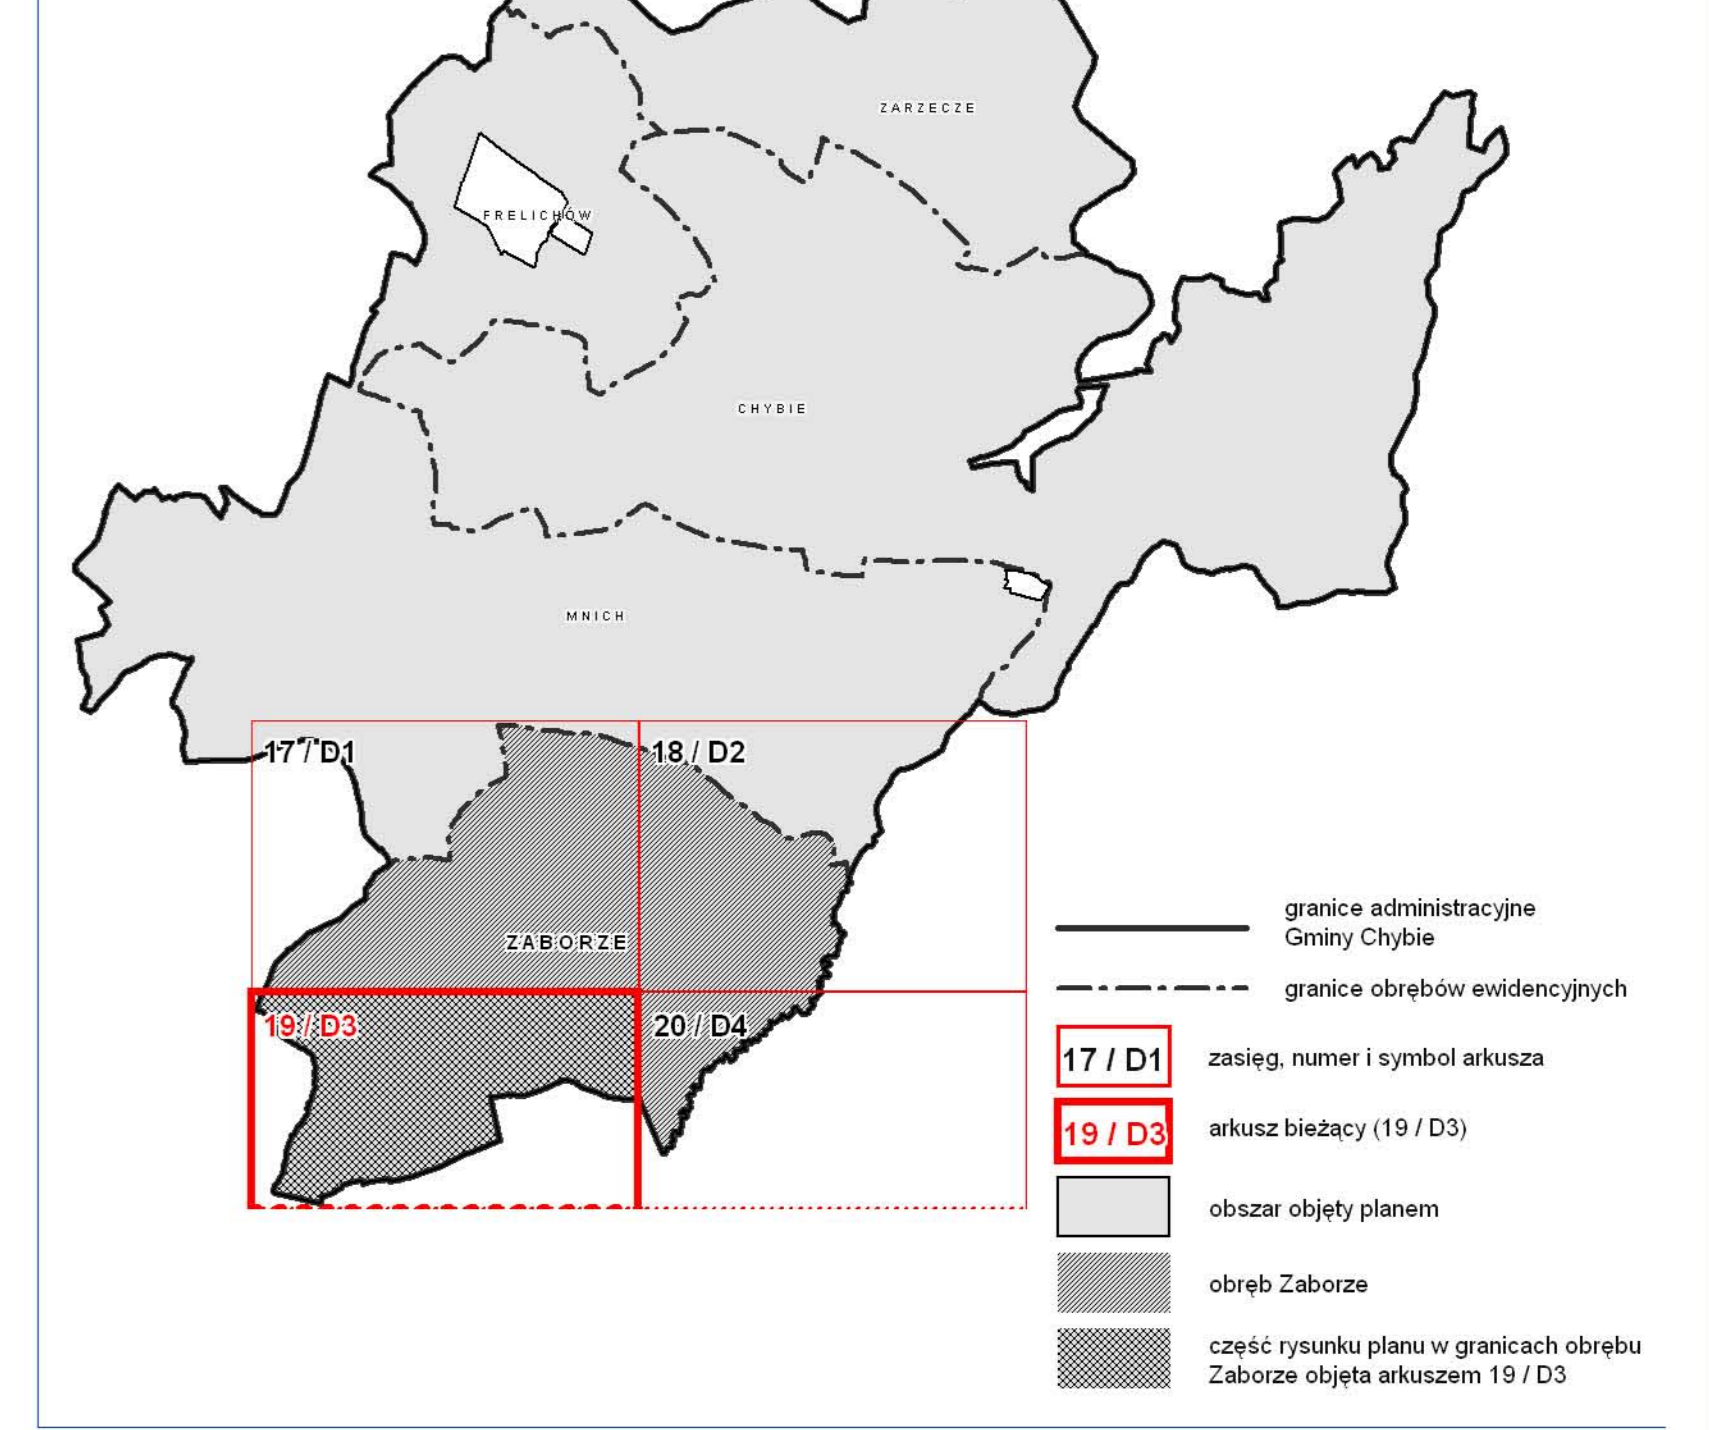 ZARZECZE
FRELICHÓW
CHYBIE
MNICH
17 / D1
18 / D2
ZABORZE
19 / D3
20 / D4
granice administracyjne
Gminy Chybie
granice obrębów ewidencyjnych
17 / D1
zasięg, numer i symbol arkusza
19 / D3
arkusz bieżący (19 / D3)
obszar objęty planem
obręb Zaborze
część rysunku planu w granicach obrębu
Zaborze objęta arkuszem 19 / D3